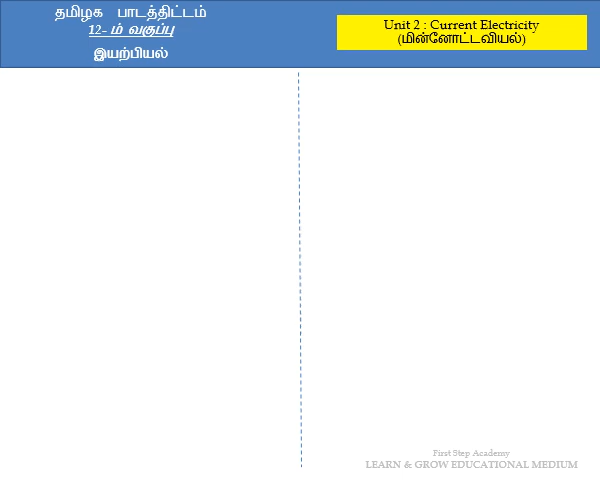 தமிழக பாடத்திட்டம்
12- ம் வகுப்பு
இயற்பியல்
Unit 2 : Current Electricity
(மின்னோட்டவியல்)
First Step Academy
LEARN & GROW EDUCATIONAL MEDIUM